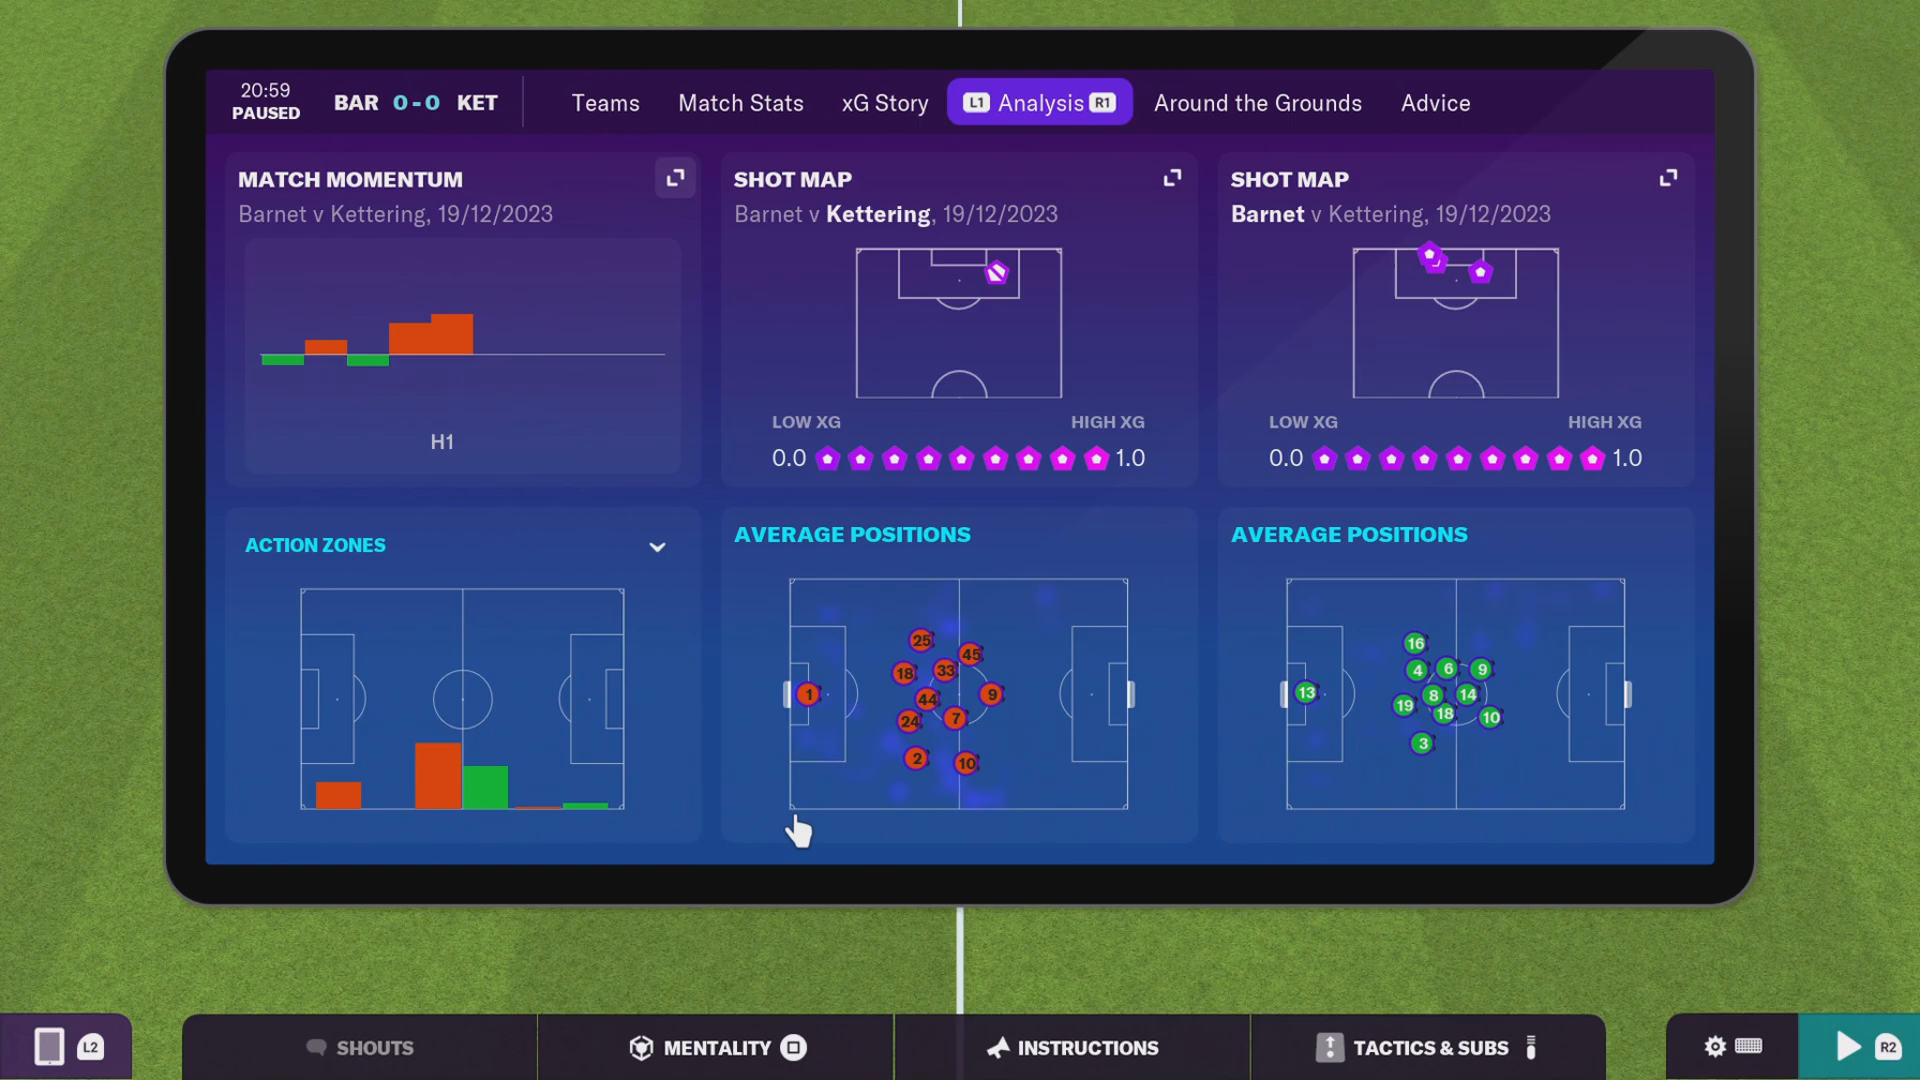 20:59
PAUSED
BAR 0 - 0 KET
Teams
Match Stats
xG Story
L1 Analysis R1
Around the Grounds
Advice
MATCH MOMENTUM
Barnet v Kettering, 19/12/2023
H1
SHOT MAP
Barnet v Kettering, 19/12/2023
LOW XG HIGH XG
0.0 1.0
SHOT MAP
Barnet v Kettering, 19/12/2023
LOW XG HIGH XG
0.0 1.0
ACTION ZONES
AVERAGE POSITIONS
25
45
18
33
1
44
9
24
7
2
10
AVERAGE POSITIONS
16
4
6
9
13
8
14
19
18
10
3
L2
SHOUTS
MENTALITY
INSTRUCTIONS
TACTICS & SUBS
R2